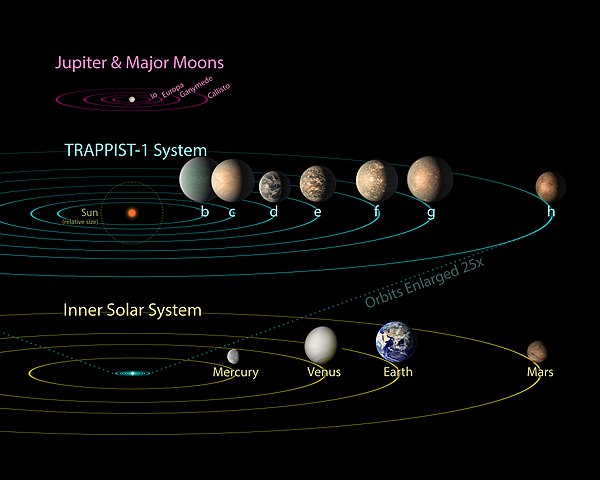 Jupiter & Major Moons
Io
Europa
Ganymede
Callisto
TRAPPIST-1 System
Sun
(relative size)
b c d e f g h
Orbits Enlarged 25x
Inner Solar System
Mercury Venus Earth Mars